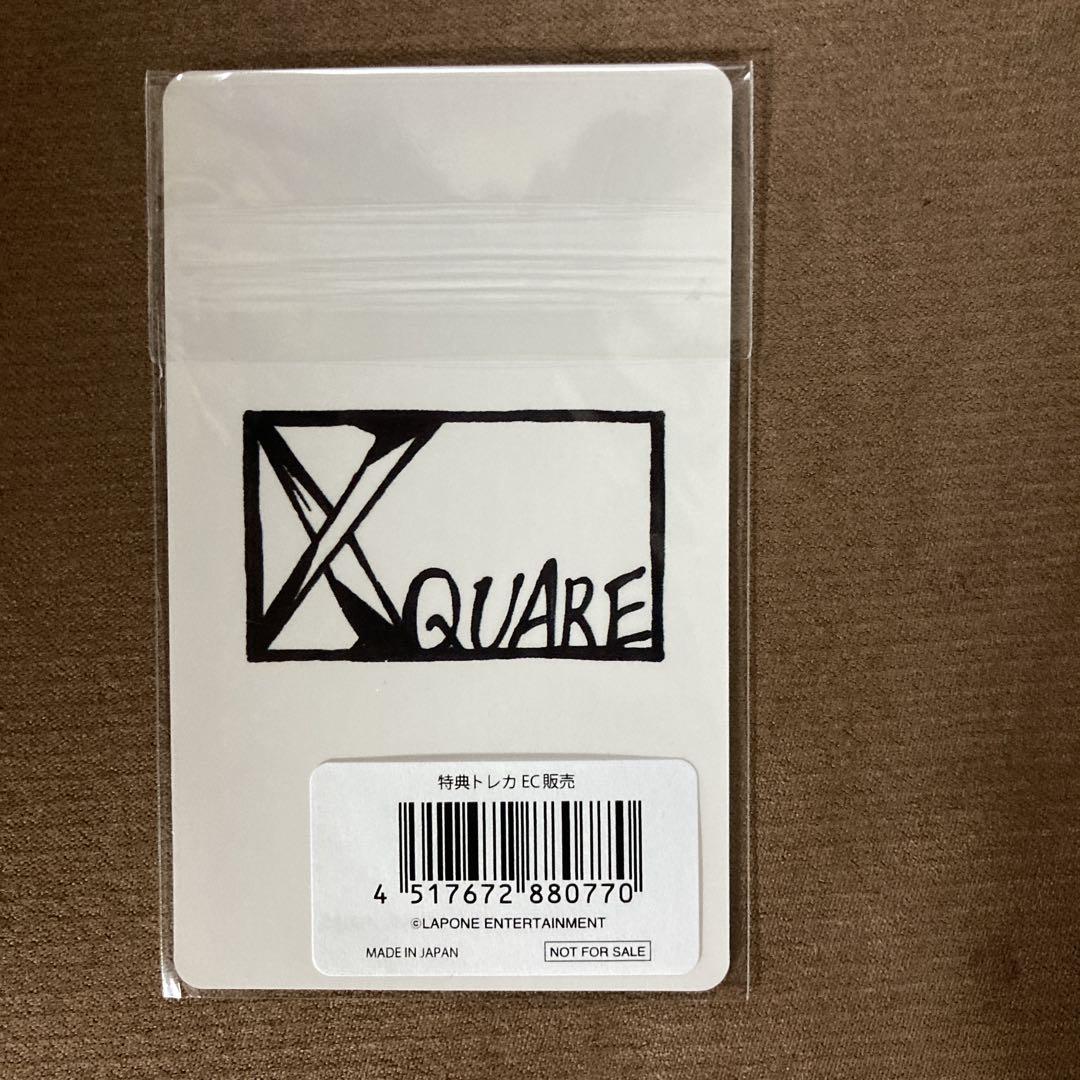 XQUARE
特典トレカ EC販売
4 517672 880770
©LAPONE ENTERTAINMENT
MADE IN JAPAN
NOT FOR SALE